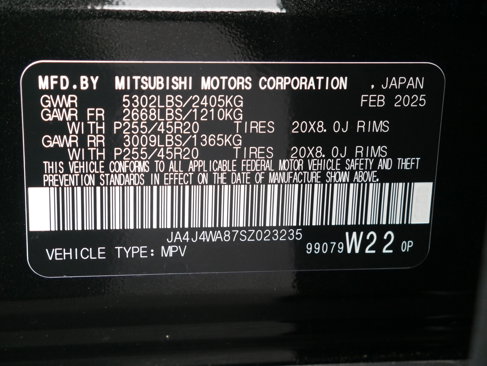 MFD.BY MITSUBISHI MOTORS CORPORATION , JAPAN
GVWR 5302LBS/2405KG FEB 2025
GAWR FR 2668LBS/1210KG
WITH P255/45R20 TIRES 20X8.0J RIMS
GAWR RR 3009LBS/1365KG
WITH P255/45R20 TIRES 20X8.0J RIMS
THIS VEHICLE CONFORMS TO ALL APPLICABLE FEDERAL MOTOR VEHICLE SAFETY AND THEFT
PREVENTION STANDARDS IN EFFECT ON THE DATE OF MANUFACTURE SHOWN ABOVE.
JA4J4WA87SZ023235
VEHICLE TYPE: MPV 99079 W22 0P